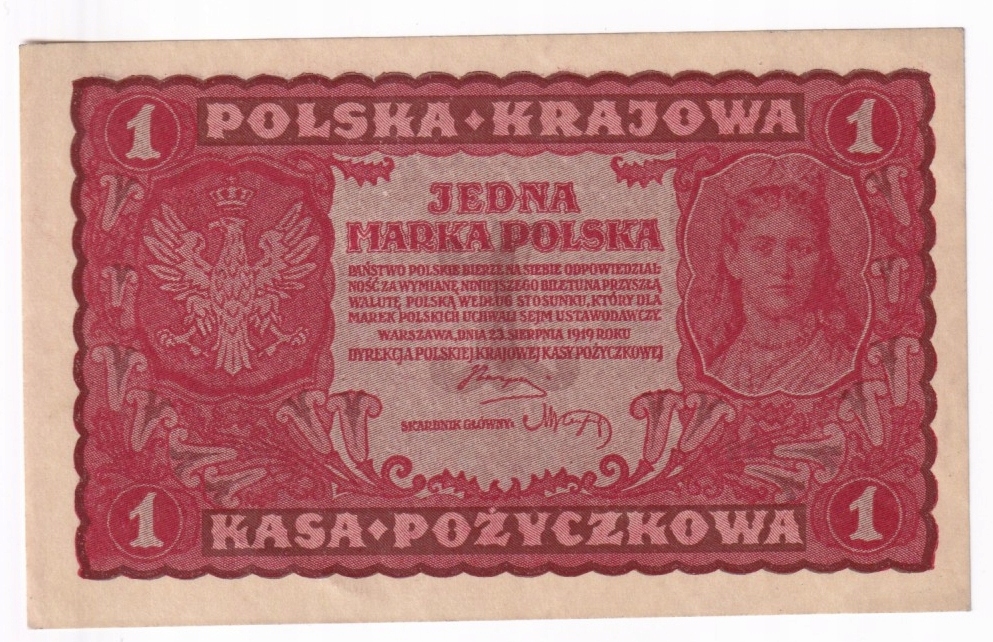 1 POLSKA ⬥ KRAJOWA 1
JEDNA
MARKA POLSKA
PAŃSTWO POLSKIE BIERZE NA SIEBIE ODPOWIEDZIAL
NOŚĆ ZA WYMIANĘ NINIEJSZEGO BILETU NA PRZYSZŁĄ
WALUTĘ POLSKĄ WEDŁUG STOSUNKU, KTÓRY DLA
MAREK POLSKICH UCHWALI SEJM USTAWODAWCZY.
WARSZAWA, DNIA 23. SIERPNIA 1919 ROKU
DYREKCJA POLSKIEJ KRAJOWEJ KASY POŻYCZKOWEJ
SKARBNIK GŁÓWNY:
1 KASA ⬥ POŻYCZKOWA 1